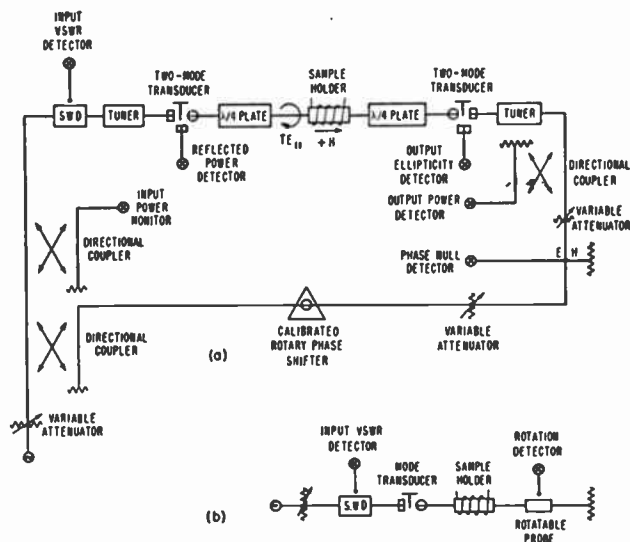 INPUT
VSWR
DETECTOR
SWD
TUNER
TWO-MODE
TRANSDUCER
λ/4 PLATE
TE11
SAMPLE
HOLDER
+H
λ/4 PLATE
TWO-MODE
TRANSDUCER
TUNER
REFLECTED
POWER
DETECTOR
OUTPUT
ELLIPTICITY
DETECTOR
DIRECTIONAL
COUPLER
INPUT
POWER
MONITOR
OUTPUT POWER
DETECTOR
VARIABLE
ATTENUATOR
DIRECTIONAL
COUPLER
PHASE NULL
DETECTOR
E H
DIRECTIONAL
COUPLER
CALIBRATED
ROTARY PHASE
SHIFTER
VARIABLE
ATTENUATOR
(a)
VARIABLE
ATTENUATOR
INPUT VSWR
DETECTOR
MODE
TRANSDUCER
SAMPLE
HOLDER
ROTATION
DETECTOR
SWD
(b)
ROTATABLE
PROBE